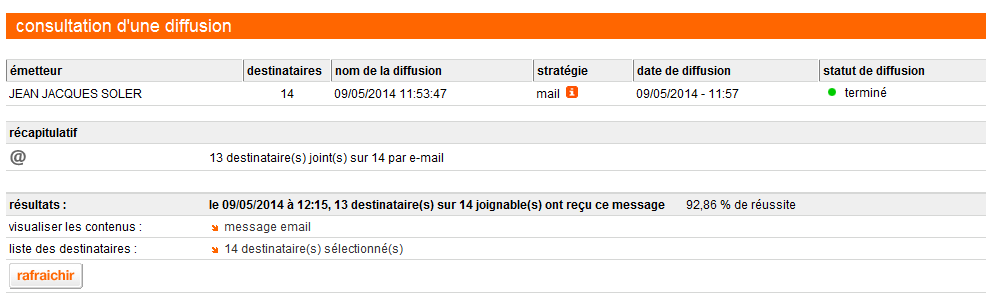 consultation d'une diffusion
émetteur destinataires nom de la diffusion stratégie date de diffusion statut de diffusion
JEAN JACQUES SOLER 14 09/05/2014 11:53:47 mail i 09/05/2014 - 11:57 terminé
récapitulatif
@ 13 destinataire(s) joint(s) sur 14 par e-mail
résultats : le 09/05/2014 à 12:15, 13 destinataire(s) sur 14 joignable(s) ont reçu ce message 92,86 % de réussite
visualiser les contenus : message email
liste des destinataires : 14 destinataire(s) sélectionné(s)
rafraichir